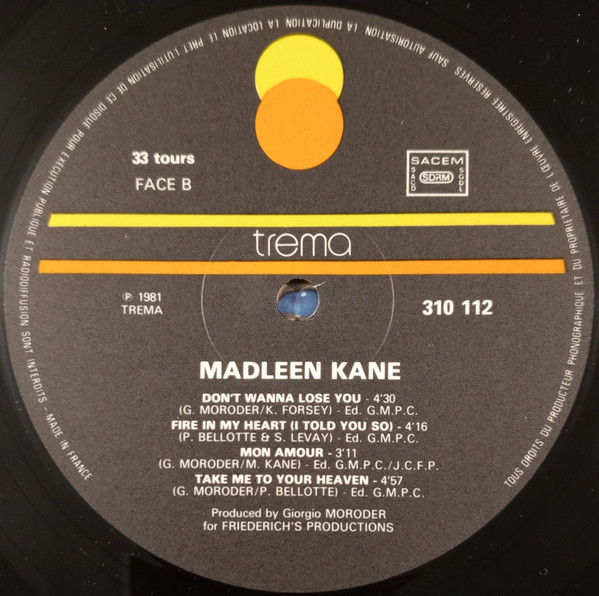 TOUS DROITS DU PRODUCTEUR PHONOGRAPHIQUE ET DU PROPRIETAIRE DE L'ŒUVRE ENREGISTREE RESERVES SAUF AUTORISATION LA DUPLICATION LA LOCATION LE PRET L'UTILISATION DE CE DISQUE POUR EXECUTION PUBLIQUE ET RADIODIFFUSION SONT INTERDITS - MADE IN FRANCE
33 tours
FACE B
SACEM
SACD
SDRM
SGDL
trema
℗ 1981
TREMA
310 112
MADLEEN KANE
DON'T WANNA LOSE YOU - 4'30
(G. MORODER/K. FORSEY) - Ed. G.M.P.C.
FIRE IN MY HEART (I TOLD YOU SO) - 4'16
(P. BELLOTTE & S. LEVAY) - Ed. G.M.P.C.
MON AMOUR - 3'11
(G. MORODER/M. KANE) - Ed. G.M.P.C./J.C.F.P.
TAKE ME TO YOUR HEAVEN - 4'57
(G. MORODER/P. BELLOTTE) - Ed. G.M.P.C.
Produced by Giorgio MORODER
for FRIEDERICH'S PRODUCTIONS